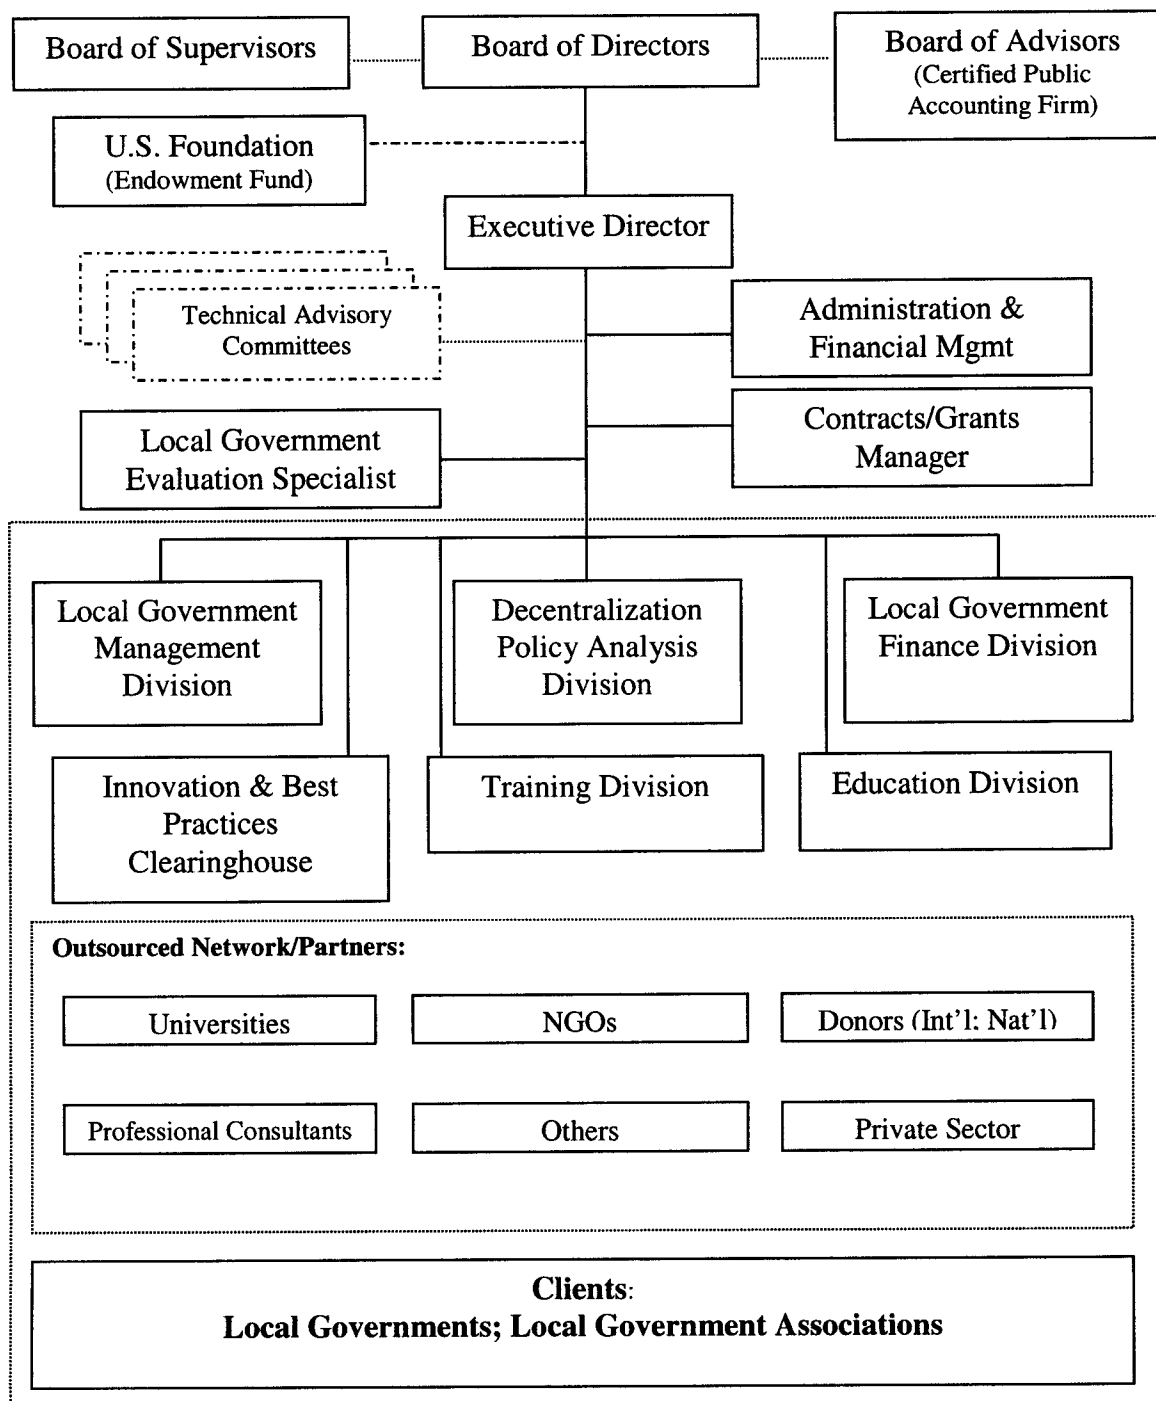 Board of Supervisors
Board of Directors
Board of Advisors
(Certified Public
Accounting Firm)
U.S. Foundation
(Endowment Fund)
Executive Director
Technical Advisory
Committees
Administration &
Financial Mgmt
Contracts/Grants
Manager
Local Government
Evaluation Specialist
Local Government
Management
Division
Decentralization
Policy Analysis
Division
Local Government
Finance Division
Innovation & Best
Practices
Clearinghouse
Training Division
Education Division
Outsourced Network/Partners:
Universities
NGOs
Donors (Int'l; Nat'l)
Professional Consultants
Others
Private Sector
Clients:
Local Governments; Local Government Associations